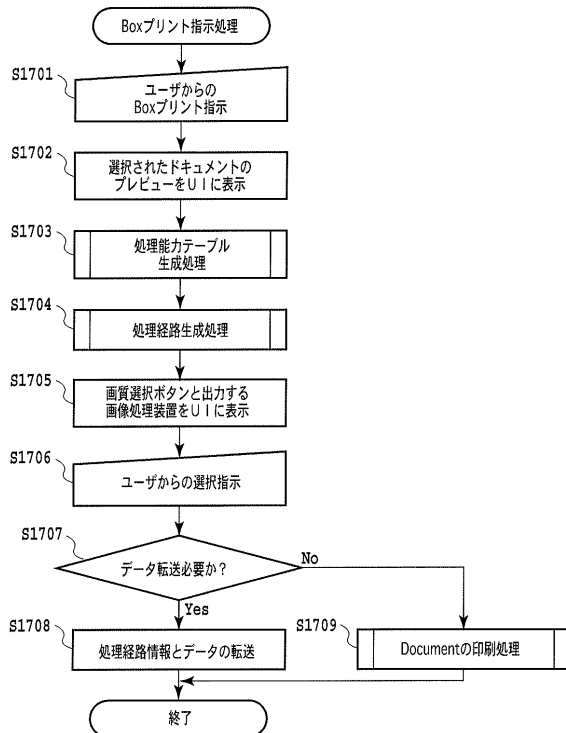 Boxプリント指示処理
S1701
ユーザからの
Boxプリント指示
S1702
選択されたドキュメントの
プレビューをＵＩに表示
S1703
処理能力テーブル
生成処理
S1704
処理経路生成処理
S1705
画質選択ボタンと出力する
画像処理装置をＵＩに表示
S1706
ユーザからの選択指示
S1707
データ転送必要か？
No
Yes
S1708
処理経路情報とデータの転送
S1709
Documentの印刷処理
終了